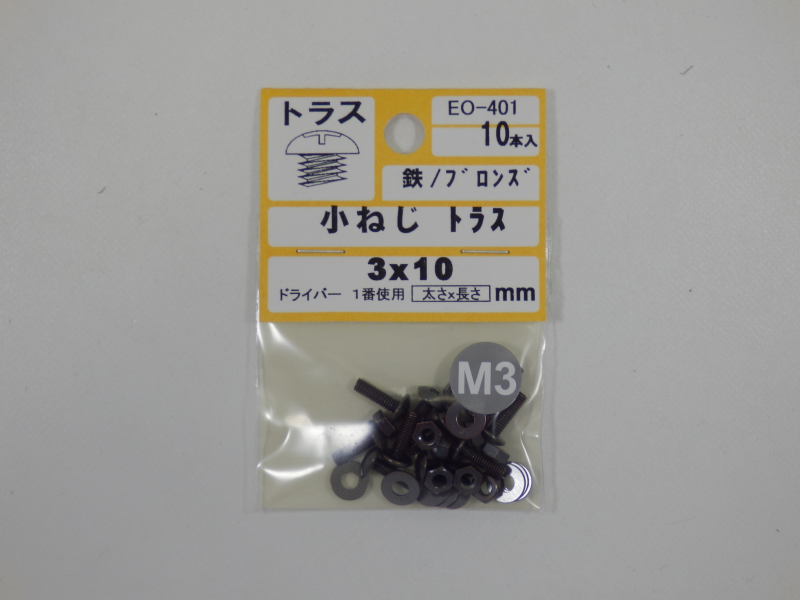 トラス
EO-401
10本入
鉄/ブロンズ
小ねじ トラス
3x10
ドライバー 1番使用 太さx長さ mm
M3